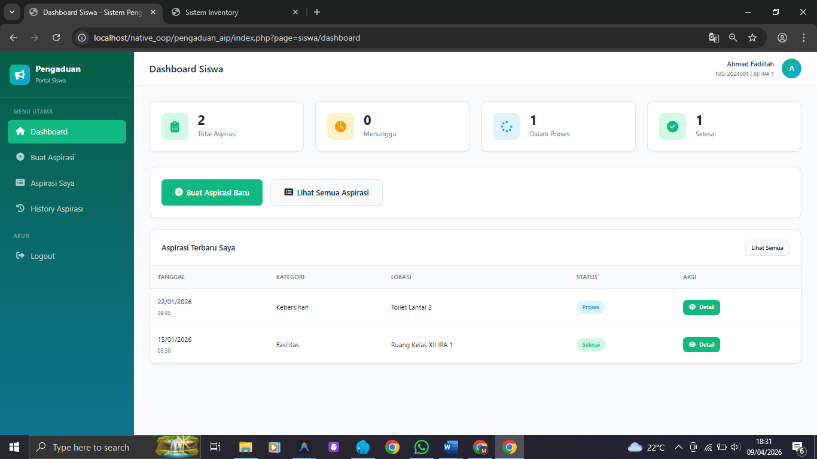 Dashboard Siswa - Sistem Peng
Sistem Inventory
localhost/native_oop/pengaduan_aip/index.php?page=siswa/dashboard
Pengaduan
Portal Siswa
MENU UTAMA
Dashboard
Buat Aspirasi
Aspirasi Saya
History Aspirasi
AKUN
Logout
Dashboard Siswa
Ahmad Fadillah
NIS: 2024001 | XII IPA 1
A
2
Total Aspirasi
0
Menunggu
1
Dalam Proses
1
Selesai
Buat Aspirasi Baru
Lihat Semua Aspirasi
Aspirasi Terbaru Saya
Lihat Semua
TANGGAL KATEGORI LOKASI STATUS AKSI
22/01/2026
09:45
Kebersihan Toilet Lantai 2 Proses Detail
15/01/2026
08:30
Fasilitas Ruang Kelas XII IPA 1 Selesai Detail
Type here to search
22°C
18:31
09/04/2026
6